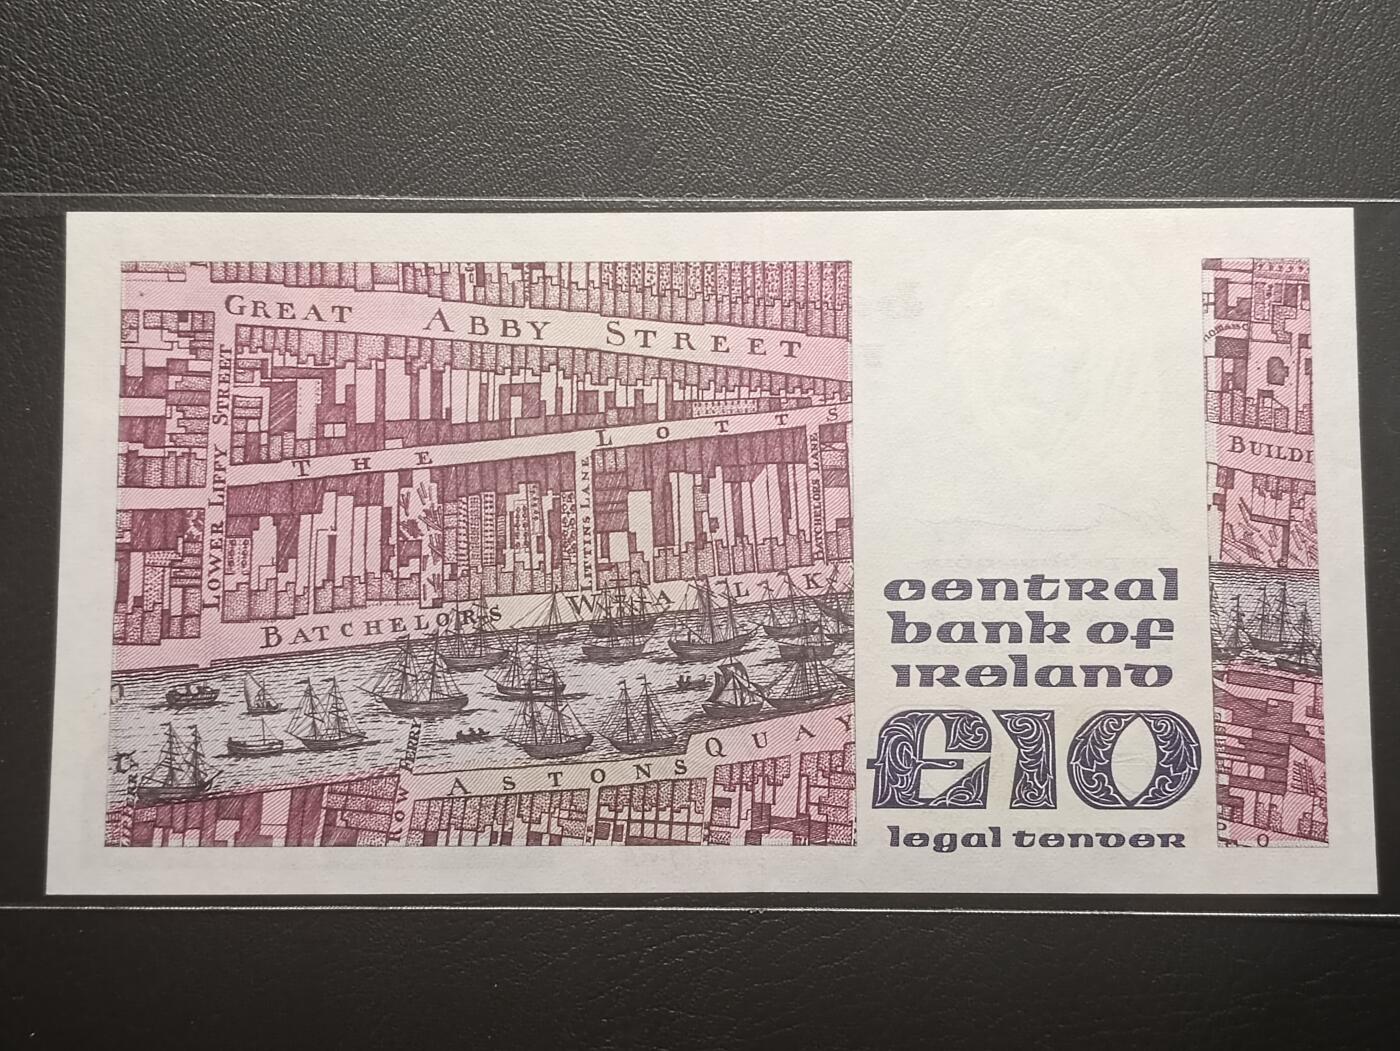 GREAT ABBY STREET
LOWER LIFFY STREET
THE LOTTS
LITTINS LANE
BATCHELORS LANE
BATCHELORS WALK
ROW FERRY
ASTONS QUAY
BUILDI
central
bank of
ireland
£10
legal tender